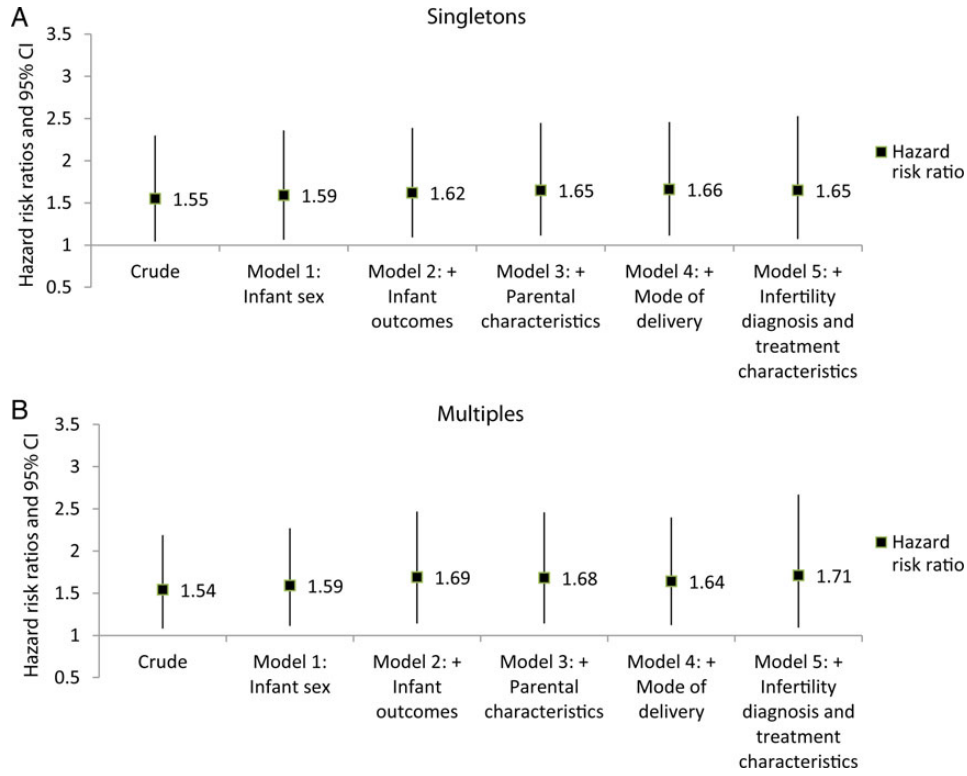 A
Singletons
Hazard risk ratios and 95% CI
3.5
3
2.5
2
1.5
1
0.5
1.55
1.59
1.62
1.65
1.66
1.65
Hazard
risk ratio
Crude
Model 1:
Infant sex
Model 2: +
Infant
outcomes
Model 3: +
Parental
characteristics
Model 4: +
Mode of
delivery
Model 5: +
Infertility
diagnosis and
treatment
characteristics
B
Multiples
Hazard risk ratios and 95% CI
3.5
3
2.5
2
1.5
1
0.5
1.54
1.59
1.69
1.68
1.64
1.71
Hazard
risk ratio
Crude
Model 1:
Infant sex
Model 2: +
Infant
outcomes
Model 3: +
Parental
characteristics
Model 4: +
Mode of
delivery
Model 5: +
Infertility
diagnosis and
treatment
characteristics